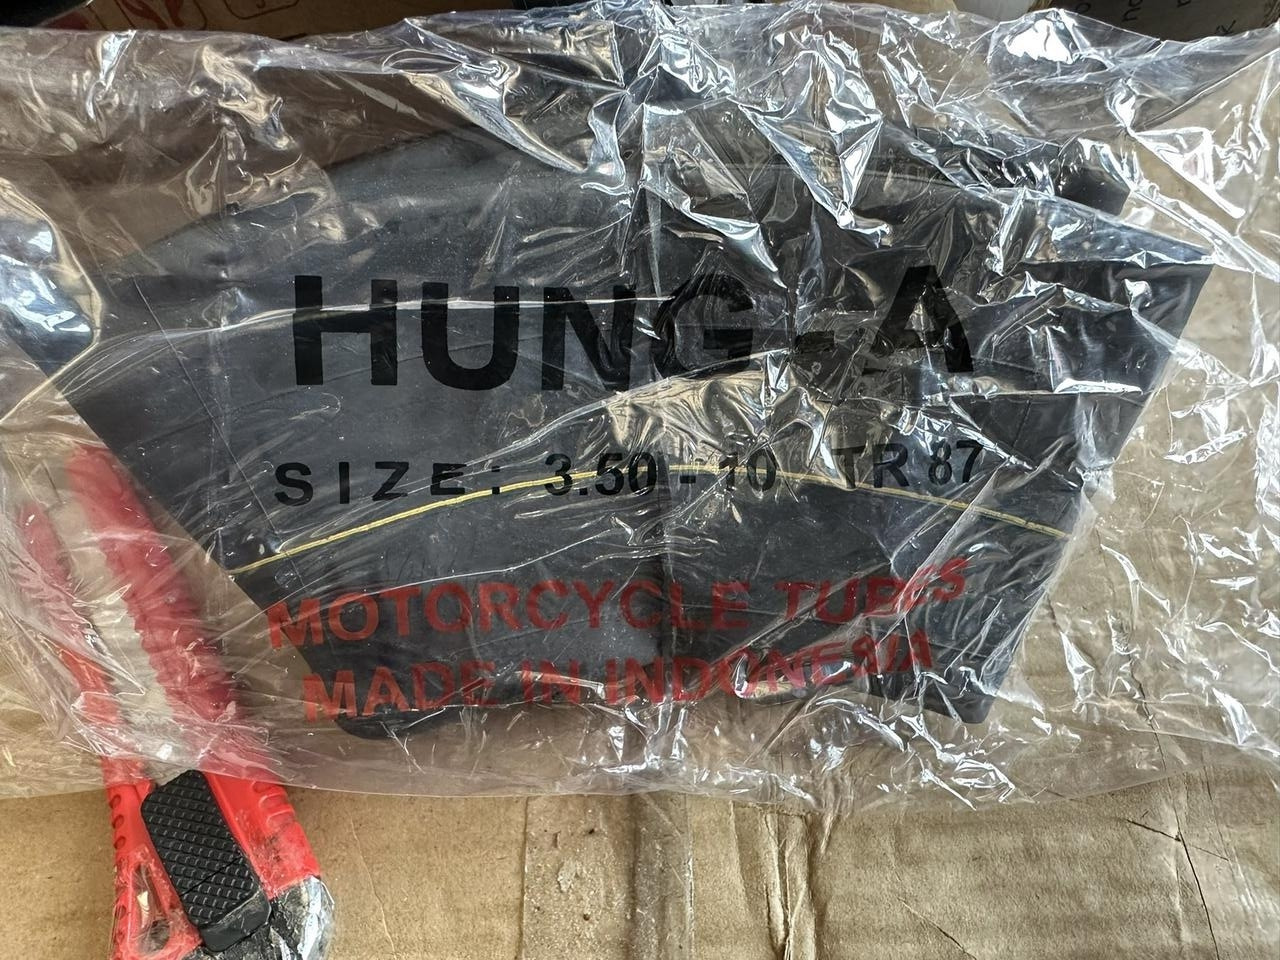 HUNG-A
SIZE: 3.50 - 10 TR 87
MOTORCYCLE TUBES
MADE IN INDONESIA